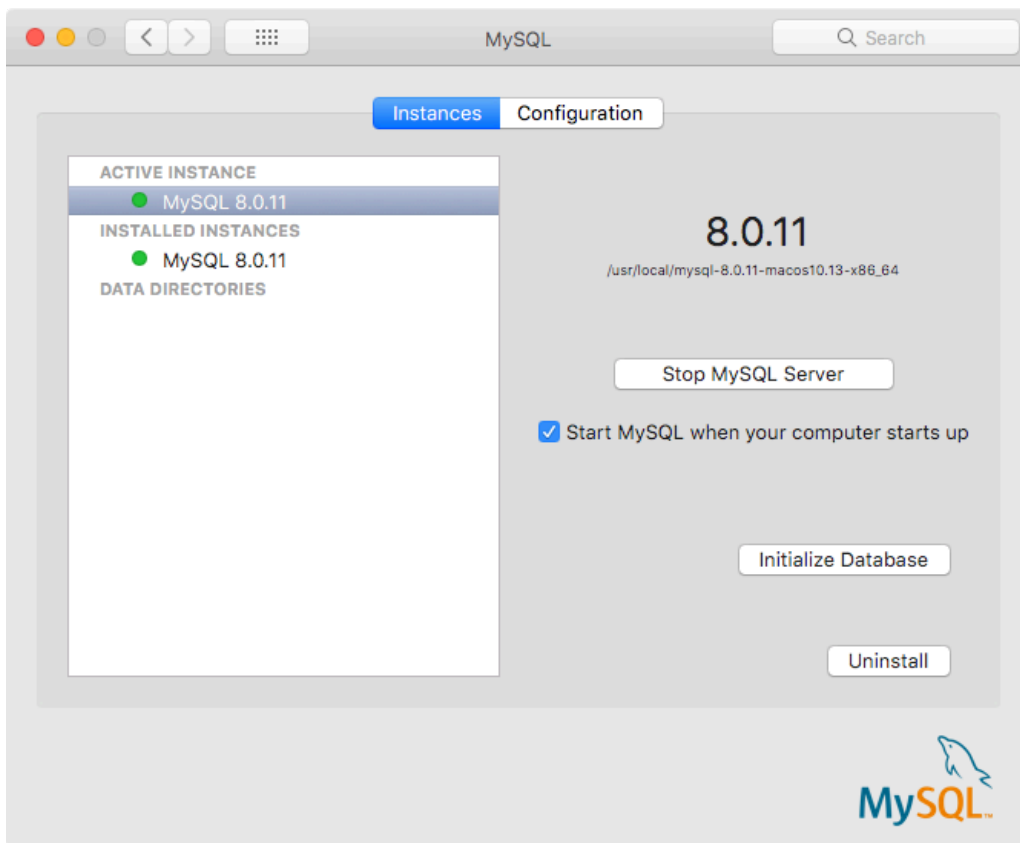 MySQL
Search
Instances
Configuration
ACTIVE INSTANCE
MySQL 8.0.11
INSTALLED INSTANCES
MySQL 8.0.11
DATA DIRECTORIES
8.0.11
/usr/local/mysql-8.0.11-macos10.13-x86_64
Stop MySQL Server
Start MySQL when your computer starts up
Initialize Database
Uninstall
MySQL™